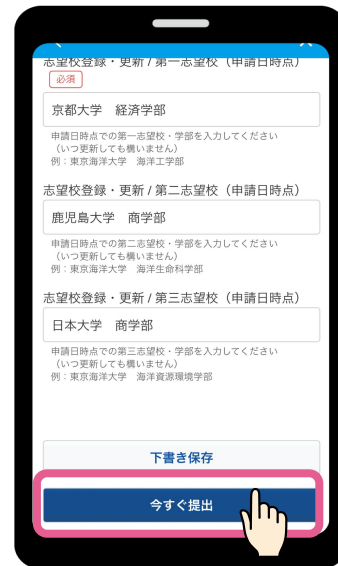 志望校登録・更新 / 第一志望校（申請日時点）
必須
京都大学　経済学部
申請日時点での第一志望校・学部を入力してください
（いつ更新しても構いません）
例：東京海洋大学　海洋工学部
志望校登録・更新 / 第二志望校（申請日時点）
鹿児島大学　商学部
申請日時点での第二志望校・学部を入力してください
（いつ更新しても構いません）
例：東京海洋大学　海洋生命科学部
志望校登録・更新 / 第三志望校（申請日時点）
日本大学　商学部
申請日時点での第三志望校・学部を入力してください
（いつ更新しても構いません）
例：東京海洋大学　海洋資源環境学部
下書き保存
今すぐ提出